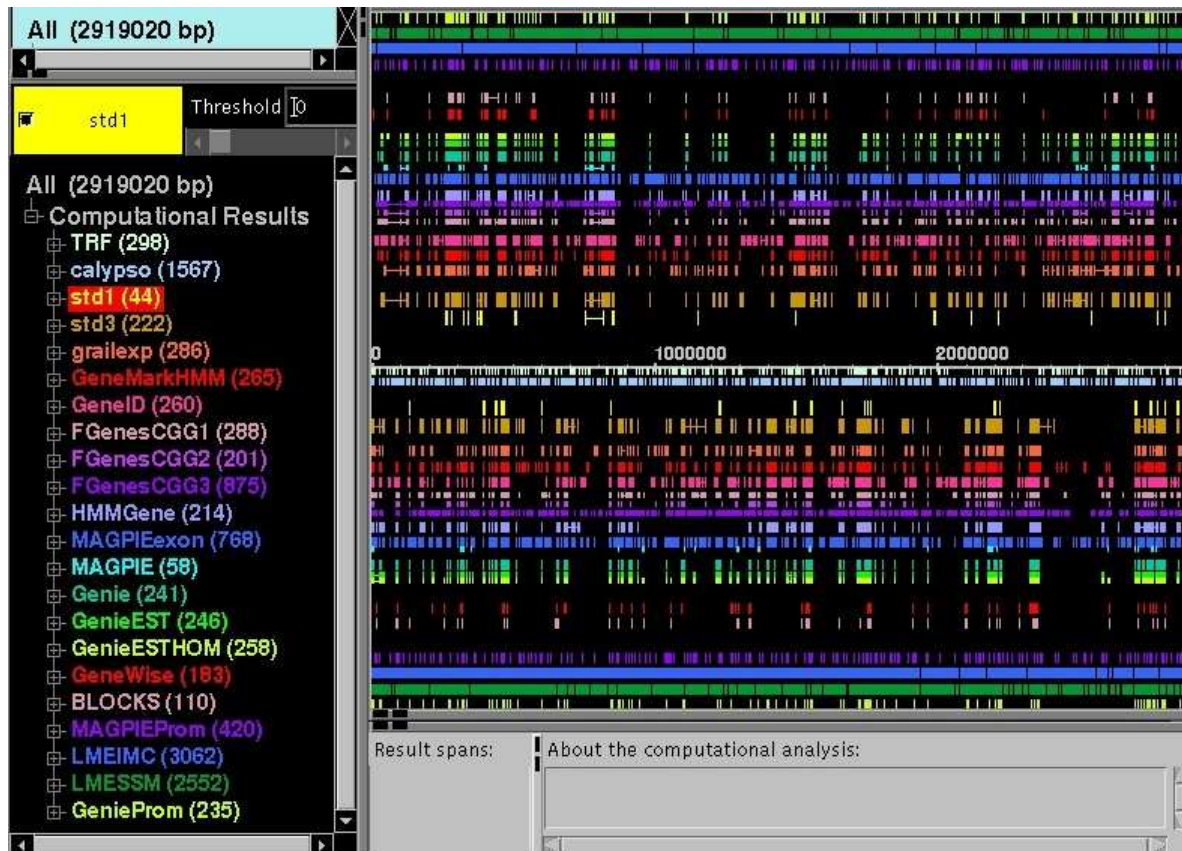 All (2919020 bp)
std1
Threshold 0
All (2919020 bp)
Computational Results
TRF (298)
calypso (1567)
std1 (44)
std3 (222)
grailexp (286)
GeneMarkHMM (265)
GeneID (260)
FGenesCGG1 (288)
FGenesCGG2 (201)
FGenesCGG3 (875)
HMMGene (214)
MAGPIEexon (768)
MAGPIE (58)
Genie (241)
GenieEST (246)
GenieESTHOM (258)
GeneWise (183)
BLOCKS (110)
MAGPIEProm (420)
LMEIMC (3062)
LMESSM (2552)
GenieProm (235)
0 1000000 2000000
Result spans:
About the computational analysis: